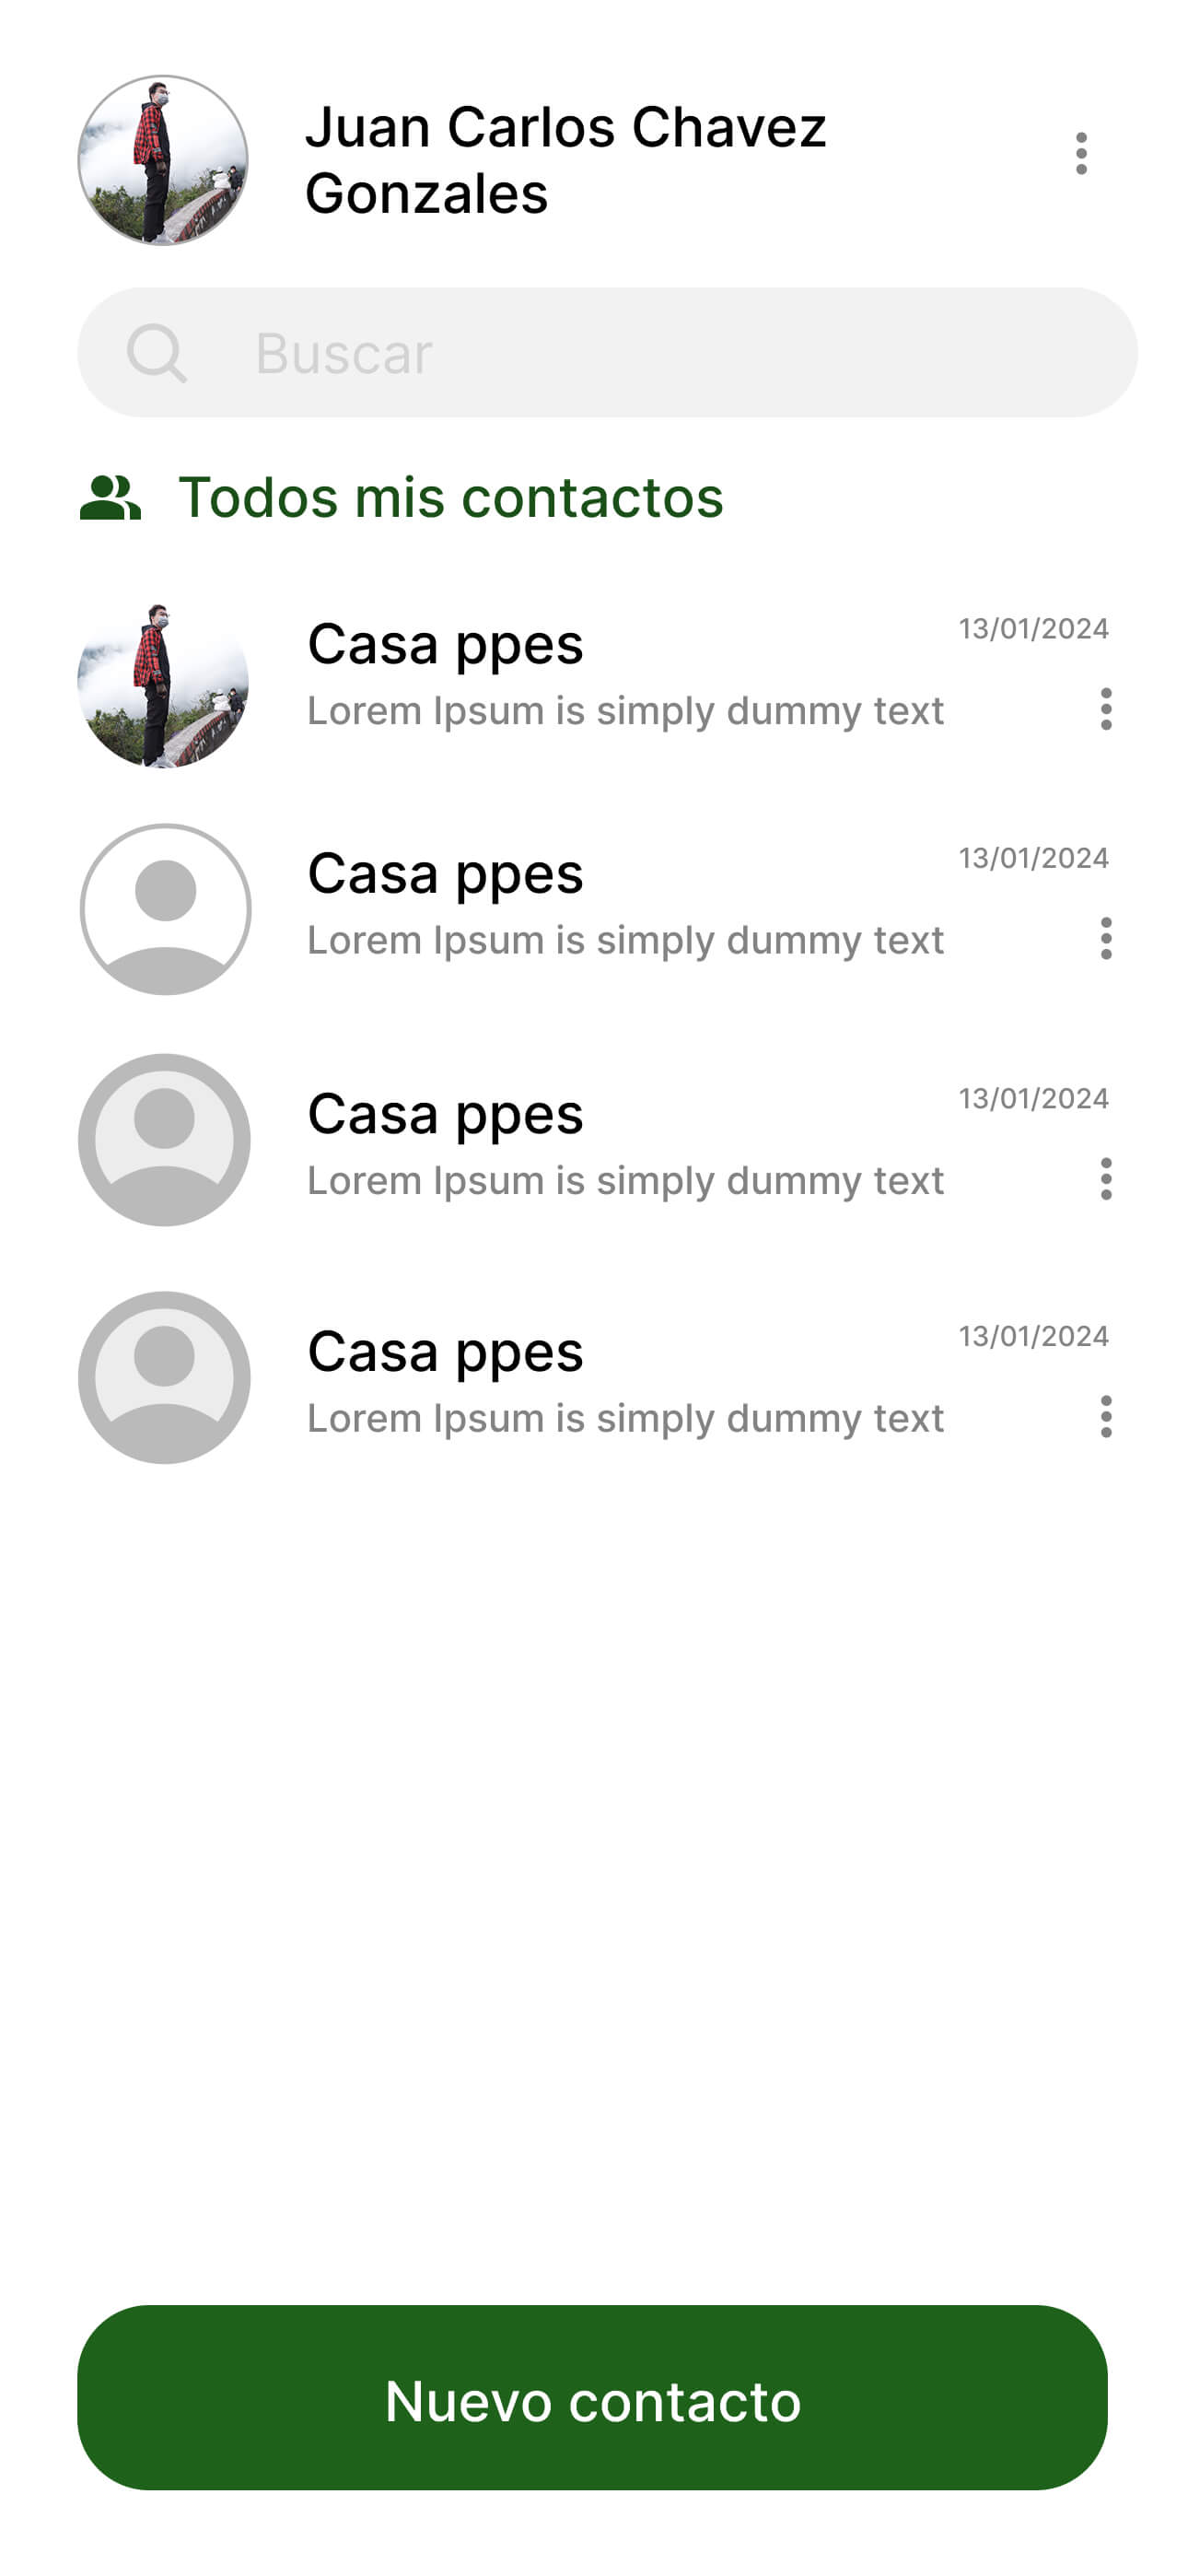 Juan Carlos Chavez
Gonzales
Buscar
Todos mis contactos
Casa ppes
13/01/2024
Lorem Ipsum is simply dummy text
Casa ppes
13/01/2024
Lorem Ipsum is simply dummy text
Casa ppes
13/01/2024
Lorem Ipsum is simply dummy text
Casa ppes
13/01/2024
Lorem Ipsum is simply dummy text
Nuevo contacto